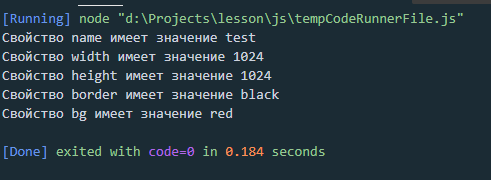 [Running] node "d:\Projects\lesson\js\tempCodeRunnerFile.js"
Свойство name имеет значение test
Свойство width имеет значение 1024
Свойство height имеет значение 1024
Свойство border имеет значение black
Свойство bg имеет значение red
[Done] exited with code=0 in 0.184 seconds